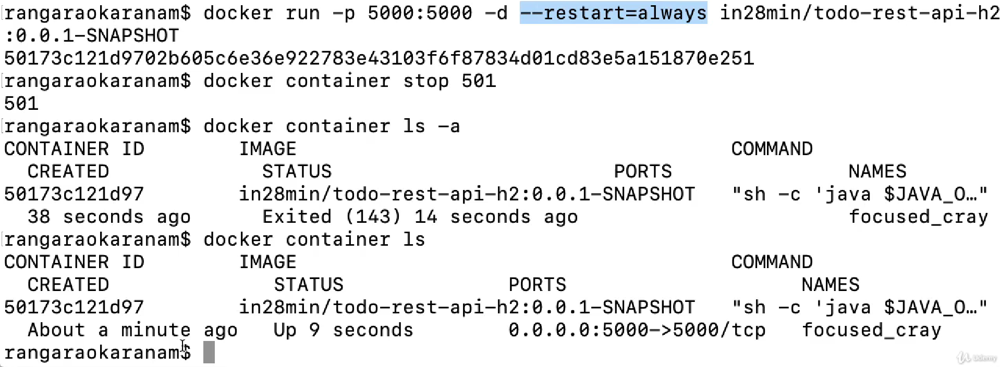 rangaraokaranam$ docker run -p 5000:5000 -d --restart=always in28min/todo-rest-api-h2
:0.0.1-SNAPSHOT
50173c121d9702b605c6e36e922783e43103f6f87834d01cd83e5a151870e251
rangaraokaranam$ docker container stop 501
501
rangaraokaranam$ docker container ls -a
CONTAINER ID IMAGE COMMAND
CREATED STATUS PORTS NAMES
50173c121d97 in28min/todo-rest-api-h2:0.0.1-SNAPSHOT "sh -c 'java $JAVA_O…"
38 seconds ago Exited (143) 14 seconds ago focused_cray
rangaraokaranam$ docker container ls
CONTAINER ID IMAGE COMMAND
CREATED STATUS PORTS NAMES
50173c121d97 in28min/todo-rest-api-h2:0.0.1-SNAPSHOT "sh -c 'java $JAVA_O…"
About a minute ago Up 9 seconds 0.0.0.0:5000->5000/tcp focused_cray
rangaraokaranam$
Udemy